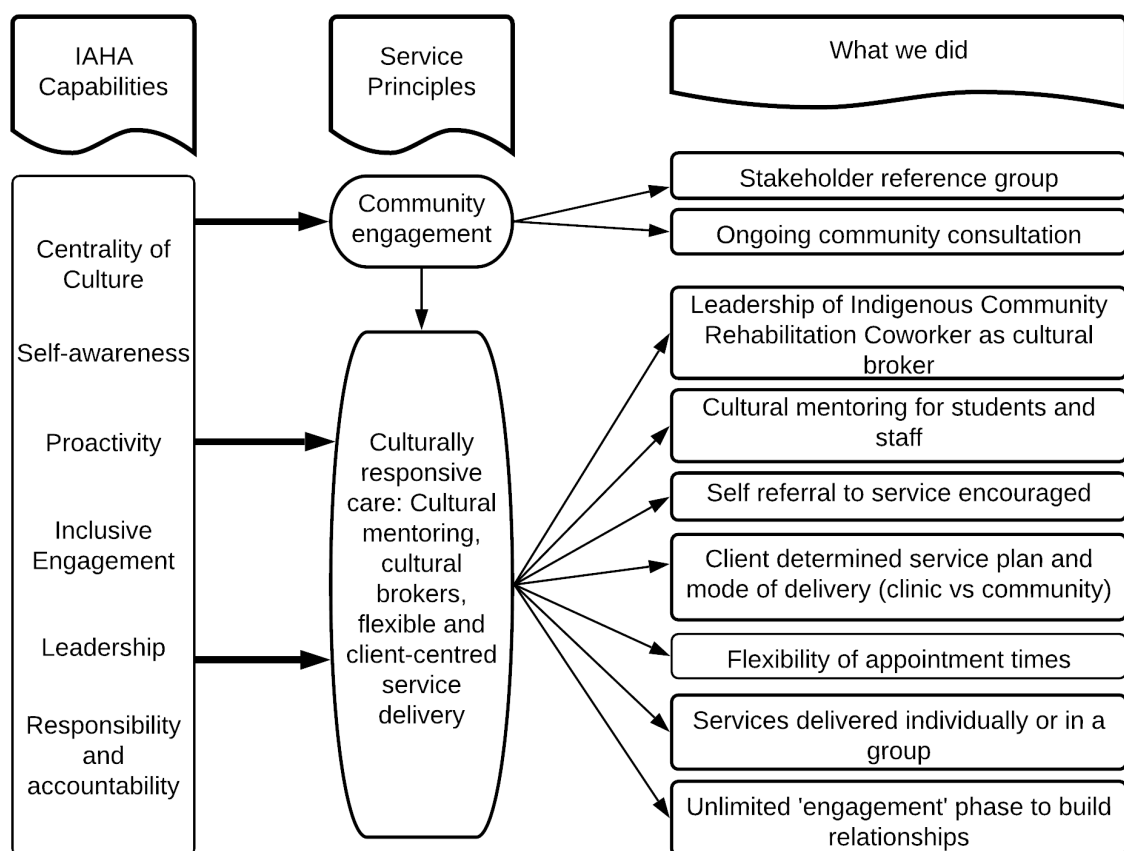 IAHA
Capabilities
Service
Principles
What we did
Centrality of
Culture
Self-awareness
Proactivity
Inclusive
Engagement
Leadership
Responsibility
and
accountability
Community
engagement
Culturally
responsive
care: Cultural
mentoring,
cultural
brokers,
flexible and
client-centred
service
delivery
Stakeholder reference group
Ongoing community consultation
Leadership of Indigenous Community
Rehabilitation Coworker as cultural
broker
Cultural mentoring for students and
staff
Self referral to service encouraged
Client determined service plan and
mode of delivery (clinic vs community)
Flexibility of appointment times
Services delivered individually or in a
group
Unlimited 'engagement' phase to build
relationships